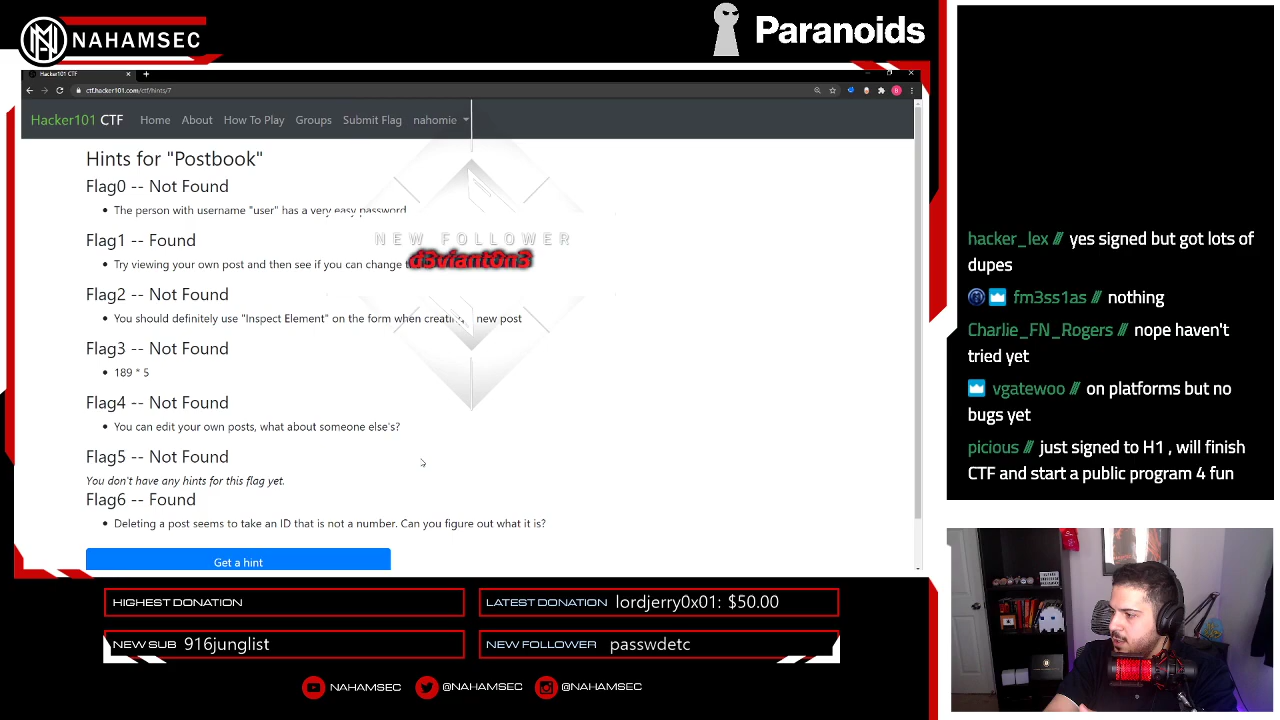 NAHAMSEC
Paranoids
Hacker101 CTF
ctf.hacker101.com/ctf/hints/7
Hacker101 CTF Home About How To Play Groups Submit Flag nahomie
Hints for "Postbook"
Flag0 -- Not Found
The person with username "user" has a very easy password
NEW FOLLOWER
d3viant0n3
Flag1 -- Found
Try viewing your own post and then see if you can change
Flag2 -- Not Found
You should definitely use "Inspect Element" on the form when creating new post
Flag3 -- Not Found
189 * 5
Flag4 -- Not Found
You can edit your own posts, what about someone else's?
Flag5 -- Not Found
You don't have any hints for this flag yet.
Flag6 -- Found
Deleting a post seems to take an ID that is not a number. Can you figure out what it is?
Get a hint
hacker_lex /// yes signed but got lots of
dupes
fm3ss1as /// nothing
Charlie_FN_Rogers /// nope haven't
tried yet
vgatewoo /// on platforms but no
bugs yet
picious /// just signed to H1 , will finish
CTF and start a public program 4 fun
HIGHEST DONATION
LATEST DONATION lordjerry0x01: $50.00
NEW SUB 916junglist
NEW FOLLOWER passwdetc
NAHAMSEC @NAHAMSEC @NAHAMSEC